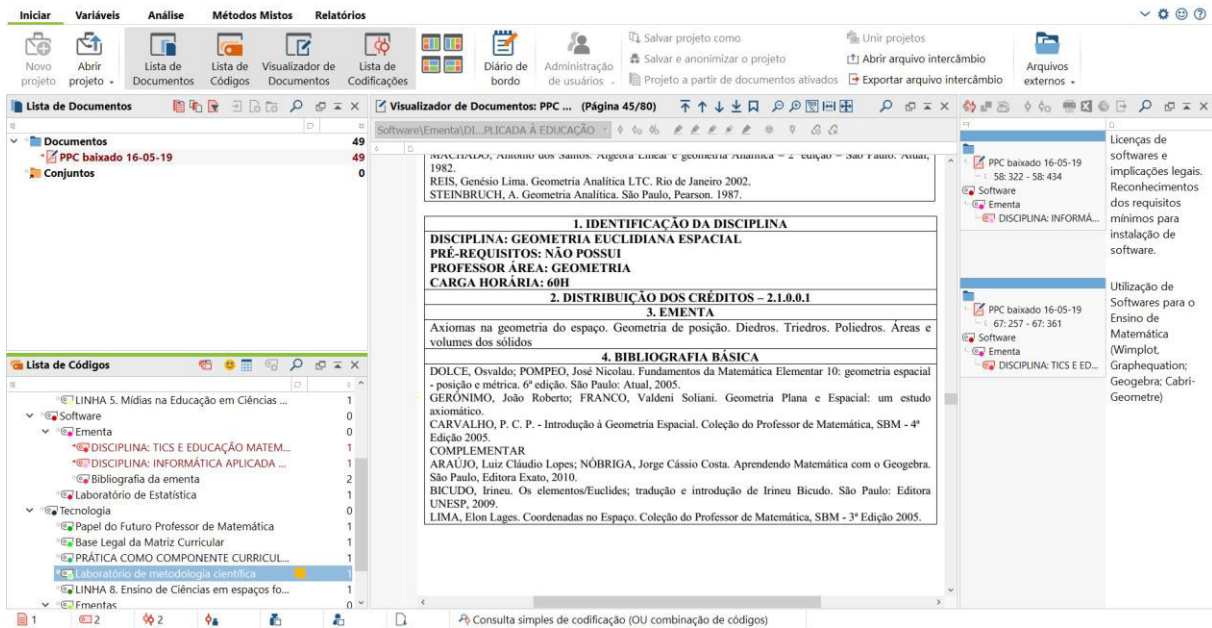 Iniciar Variáveis Análise Métodos Mistos Relatórios
Novo projeto
Abrir projeto
Lista de Documentos
Lista de Códigos
Visualizador de Documentos
Lista de Codificações
Diário de bordo
Administração de usuários
Salvar projeto como
Salvar e anonimizar o projeto
Projeto a partir de documentos ativados
Unir projetos
Abrir arquivo intercâmbio
Exportar arquivo intercâmbio
Arquivos externos
Lista de Documentos
Documentos 49
PPC baixado 16-05-19 49
Conjuntos 0
Lista de Códigos
LINHA 5. Mídias na Educação em Ciências ... 1
Software 0
Ementa 0
DISCIPLINA: TICS E EDUCAÇÃO MATEM... 1
DISCIPLINA: INFORMÁTICA APLICADA ... 1
Bibliografia da ementa 2
Laboratório de Estatística 1
Tecnologia 0
Papel do Futuro Professor de Matemática 1
Base Legal da Matriz Curricular 1
PRÁTICA COMO COMPONENTE CURRICUL... 1
Laboratório de metodologia científica 1
LINHA 8. Ensino de Ciências em espaços fo... 1
Ementas 0
Visualizador de Documentos: PPC ... (Página 45/80)
Software\Ementa\DI...PLICADA À EDUCAÇÃO
MACHADO, Antônio dos Santos. Álgebra Linear e geometria Analítica – 2ª edição – São Paulo: Atual,
1982.
REIS, Genésio Lima. Geometria Analítica LTC. Rio de Janeiro 2002.
STEINBRUCH, A. Geometria Analítica. São Paulo, Pearson. 1987.
1. IDENTIFICAÇÃO DA DISCIPLINA
DISCIPLINA: GEOMETRIA EUCLIDIANA ESPACIAL
PRÉ-REQUISITOS: NÃO POSSUI
PROFESSOR ÁREA: GEOMETRIA
CARGA HORÁRIA: 60H
2. DISTRIBUIÇÃO DOS CRÉDITOS – 2.1.0.0.1
3. EMENTA
Axiomas na geometria do espaço. Geometria de posição. Diedros. Triedros. Poliedros. Áreas e
volumes dos sólidos
4. BIBLIOGRAFIA BÁSICA
DOLCE, Osvaldo; POMPEO, José Nicolau. Fundamentos da Matemática Elementar 10: geometria espacial
- posição e métrica. 6ª edição. São Paulo: Atual, 2005.
GERÔNIMO, João Roberto; FRANCO, Valdeni Soliani. Geometria Plana e Espacial: um estudo
axiomático.
CARVALHO, P. C. P. - Introdução à Geometria Espacial. Coleção do Professor de Matemática, SBM - 4ª
Edição 2005.
COMPLEMENTAR
ARAÚJO, Luiz Cláudio Lopes; NÓBRIGA, Jorge Cássio Costa. Aprendendo Matemática com o Geogebra.
São Paulo, Editora Exato, 2010.
BICUDO, Irineu. Os elementos/Euclides; tradução e introdução de Irineu Bicudo. São Paulo: Editora
UNESP, 2009.
LIMA, Elon Lages. Coordenadas no Espaço. Coleção do Professor de Matemática, SBM - 3ª Edição 2005.
PPC baixado 16-05-19
58: 322 - 58: 434
Software
Ementa
DISCIPLINA: INFORMÁ...
Licenças de
softwares e
implicações legais.
Reconhecimentos
dos requisitos
mínimos para
instalação de
software.
PPC baixado 16-05-19
67: 257 - 67: 361
Software
Ementa
DISCIPLINA: TICS E ED...
Utilização de
Softwares para o
Ensino de
Matemática
(Wimplot,
Graphequation;
Geogebra; Cabri-
Geometre)
1 2 2 Consulta simples de codificação (OU combinação de códigos)